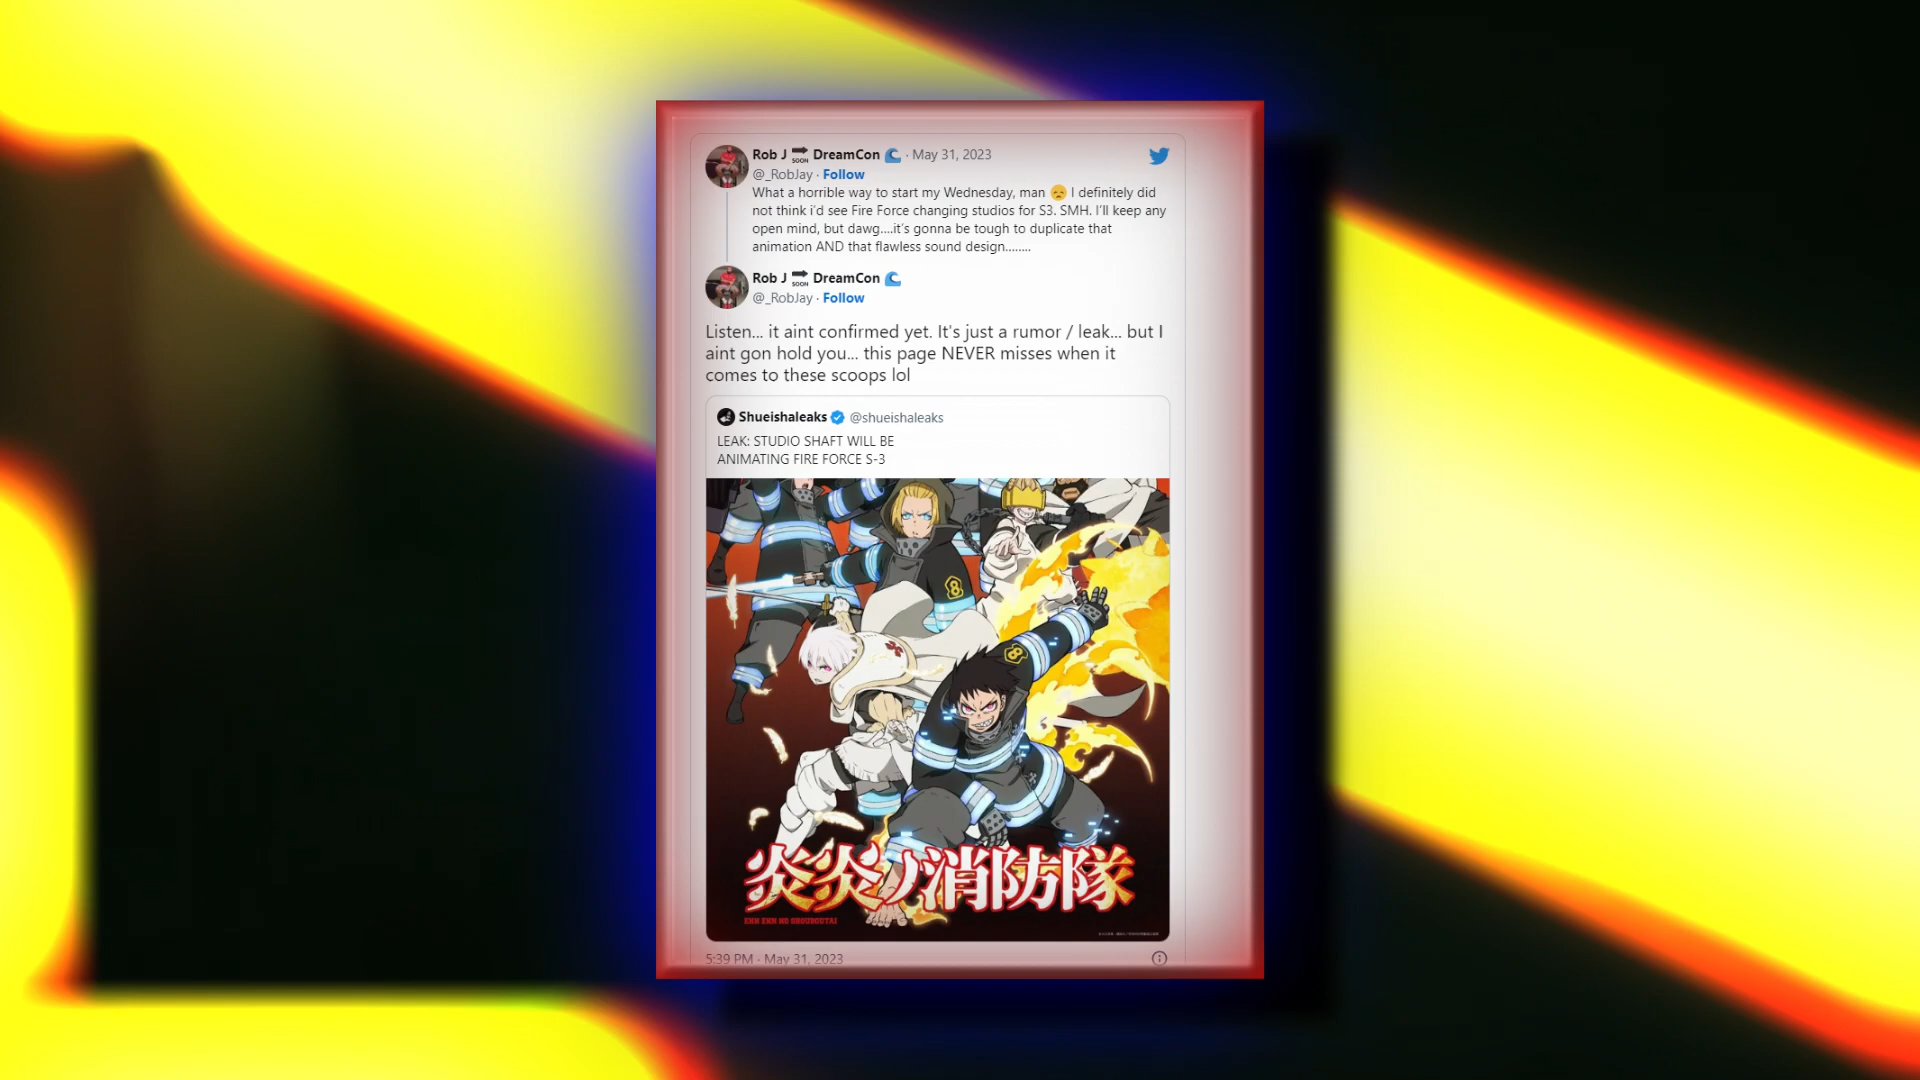 Rob J SOON DreamCon 🌊 · May 31, 2023
@_RobJay · Follow
What a horrible way to start my Wednesday, man 😞 I definitely did
not think i'd see Fire Force changing studios for S3. SMH. I'll keep any
open mind, but dawg....it's gonna be tough to duplicate that
animation AND that flawless sound design........
Rob J SOON DreamCon 🌊
@_RobJay · Follow
Listen... it aint confirmed yet. It's just a rumor / leak... but I
aint gon hold you... this page NEVER misses when it
comes to these scoops lol
Shueishaleaks @shueishaleaks
LEAK: STUDIO SHAFT WILL BE
ANIMATING FIRE FORCE S-3
8
8
炎炎ノ消防隊
ENN ENN NO SHOUBOUTAI
5:39 PM · May 31, 2023